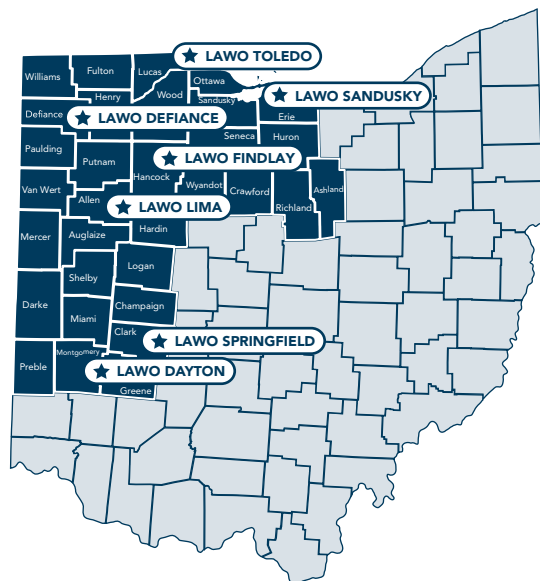 LAWO TOLEDO
Williams
Fulton
Lucas
Ottawa
Henry
Wood
Sandusky
LAWO SANDUSKY
Defiance
LAWO DEFIANCE
Erie
Seneca
Huron
Paulding
Putnam
Hancock
LAWO FINDLAY
Van Wert
Allen
Wyandot
Crawford
Richland
Ashland
LAWO LIMA
Mercer
Auglaize
Hardin
Logan
Shelby
Darke
Miami
Champaign
Clark
LAWO SPRINGFIELD
Preble
Montgomery
LAWO DAYTON
Greene